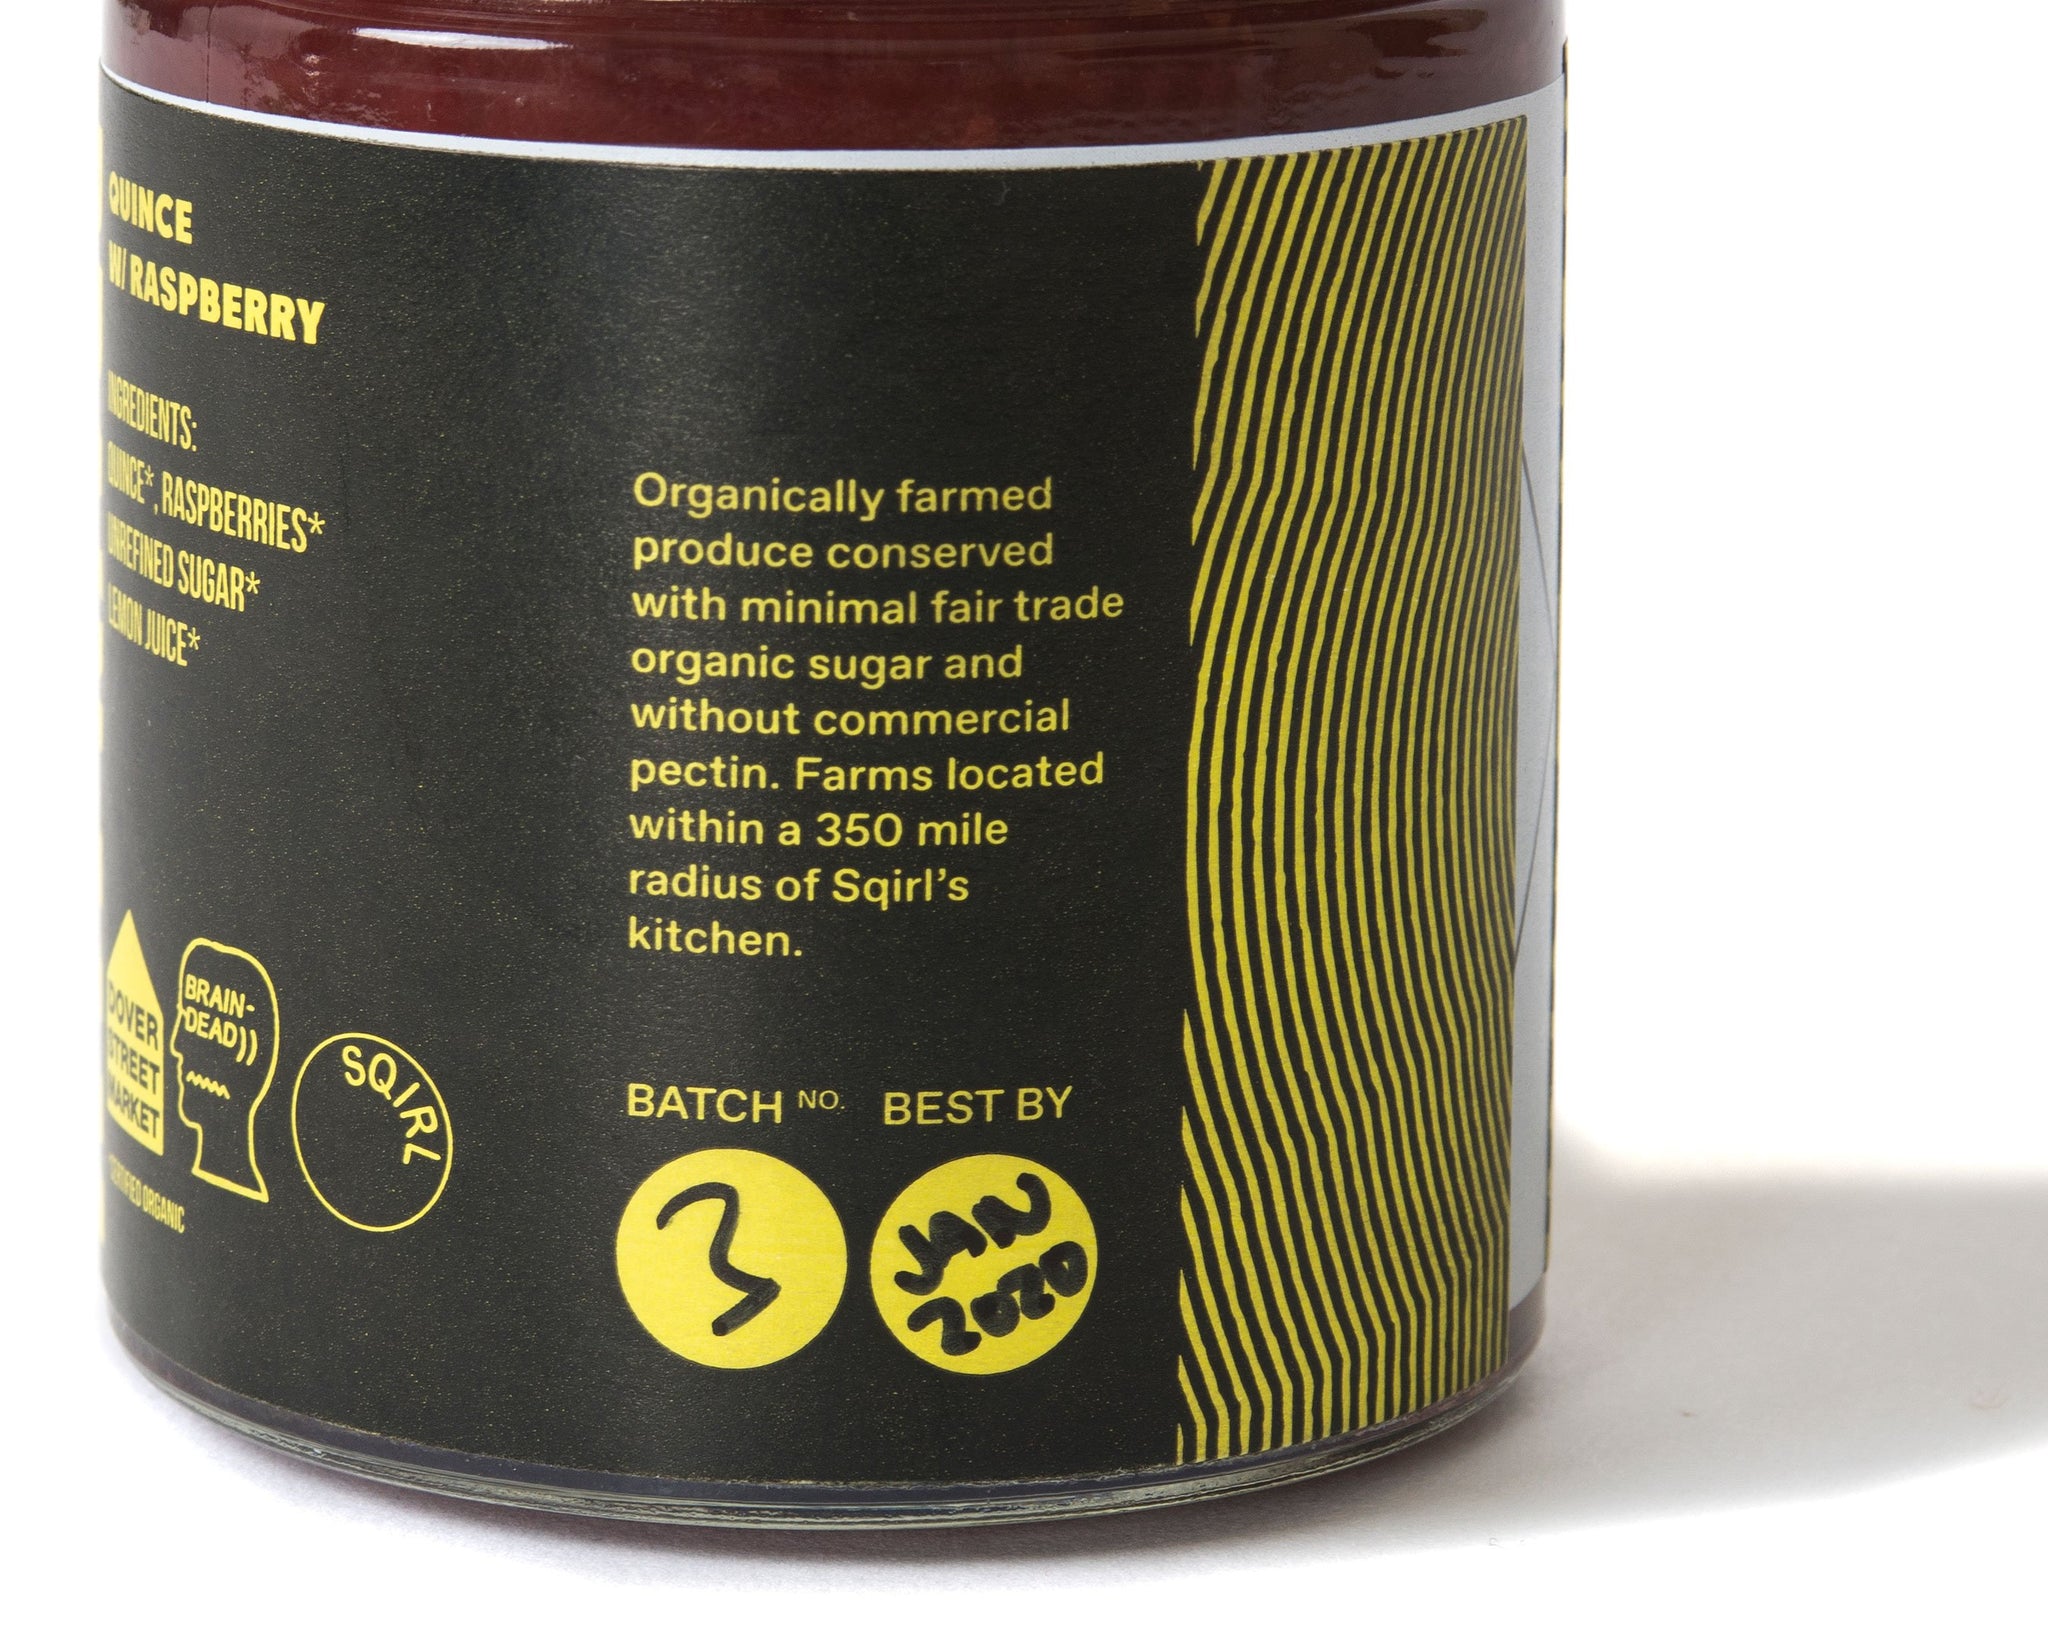 QUINCE
W/ RASPBERRY
INGREDIENTS:
QUINCE*, RASPBERRIES*
UNREFINED SUGAR*
LEMON JUICE*
DOVER
STREET
MARKET
BRAIN-
DEAD))
SQIRL
*CERTIFIED ORGANIC
Organically farmed
produce conserved
with minimal fair trade
organic sugar and
without commercial
pectin. Farms located
within a 350 mile
radius of Sqirl's
kitchen.
BATCH NO. BEST BY
3 JAN
2020